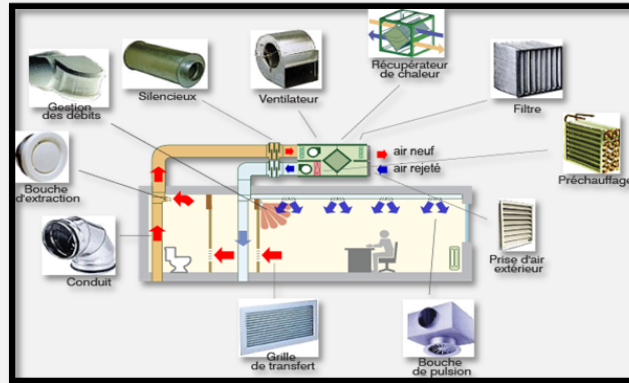 Gestion
des débits
Silencieux
Ventilateur
Récupérateur
de chaleur
Filtre
air neuf
air rejeté
Préchauffage
Bouche
d'extraction
Conduit
Prise d'air
extérieur
Grille
de transfert
Bouche
de pulsion